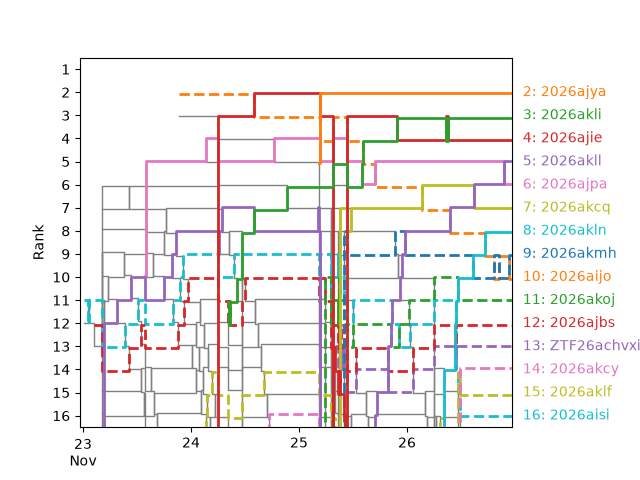 1
2
3
4
5
6
7
8
9
10
11
12
13
14
15
16
Rank
23
24
25
26
Nov
2: 2026ajya
3: 2026akli
4: 2026ajie
5: 2026akll
6: 2026ajpa
7: 2026akcq
8: 2026akln
9: 2026akmh
10: 2026aijo
11: 2026akoj
12: 2026ajbs
13: ZTF26achvxi
14: 2026akcy
15: 2026aklf
16: 2026aisi